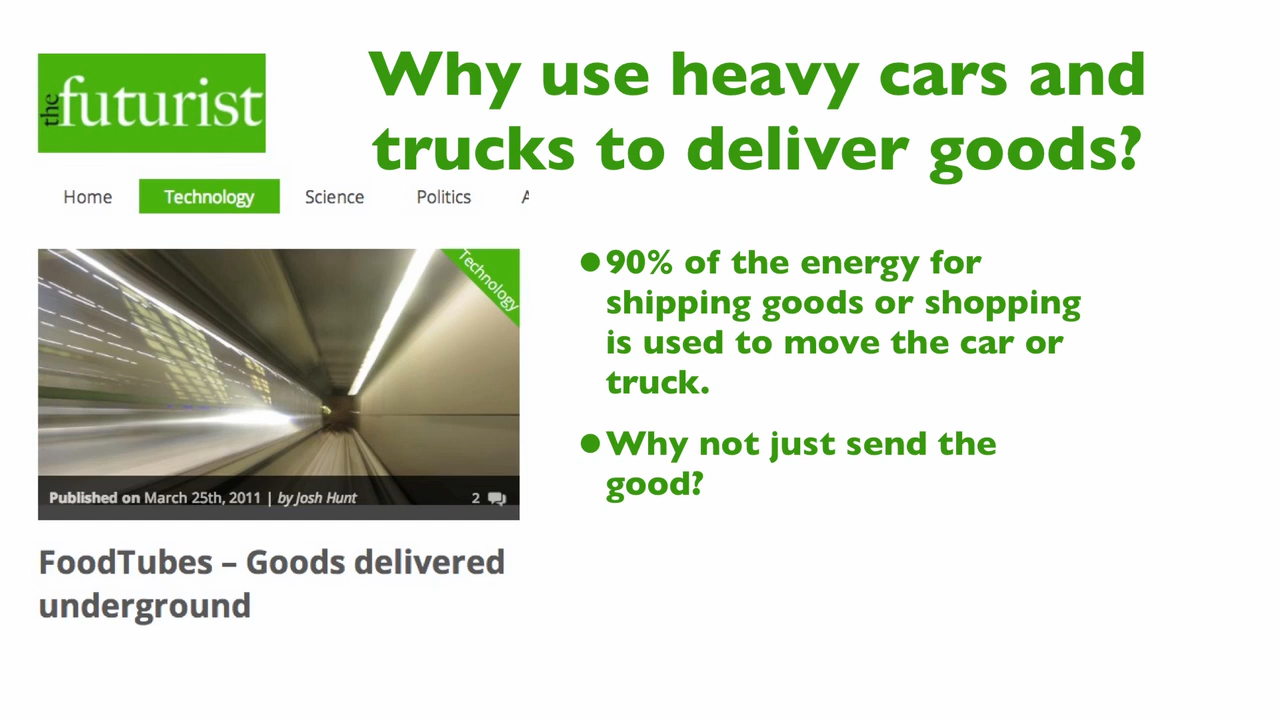 the futurist
Why use heavy cars and
trucks to deliver goods?
Home Technology Science Politics A
Technology
• 90% of the energy for
shipping goods or shopping
is used to move the car or
truck.
• Why not just send the
good?
Published on March 25th, 2011 | by Josh Hunt 2
FoodTubes – Goods delivered
underground